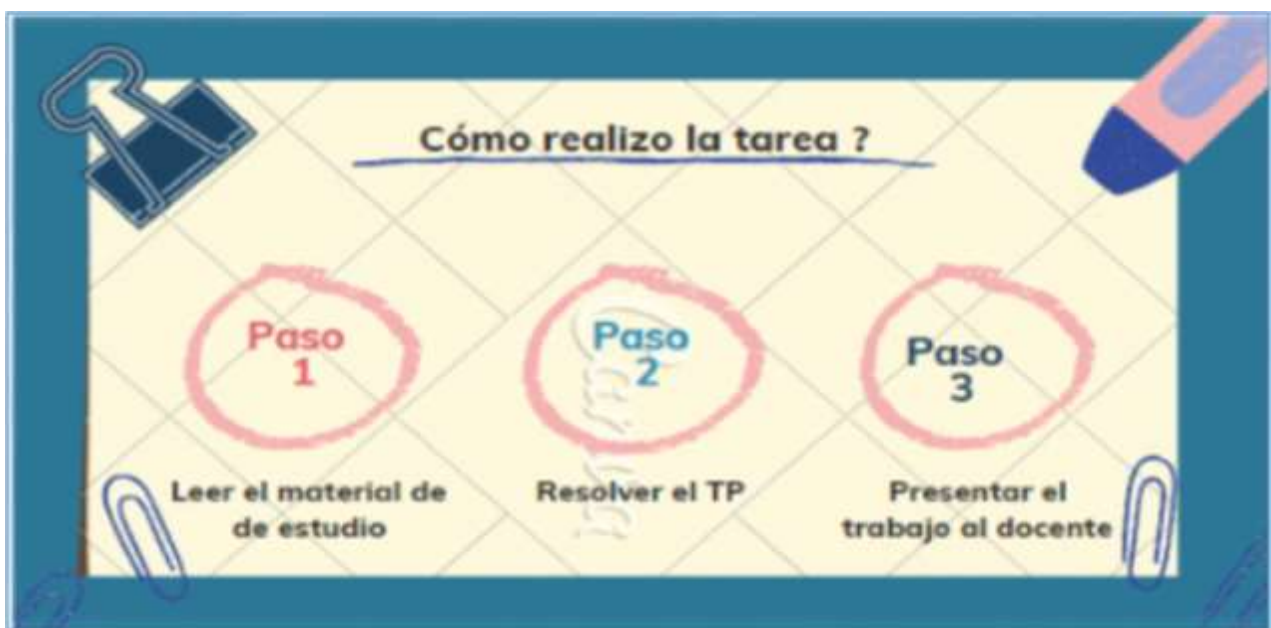 Cómo realizo la tarea ?
Paso
1
Leer el material de
de estudio
Paso
2
Resolver el TP
Paso
3
Presentar el
trabajo al docente